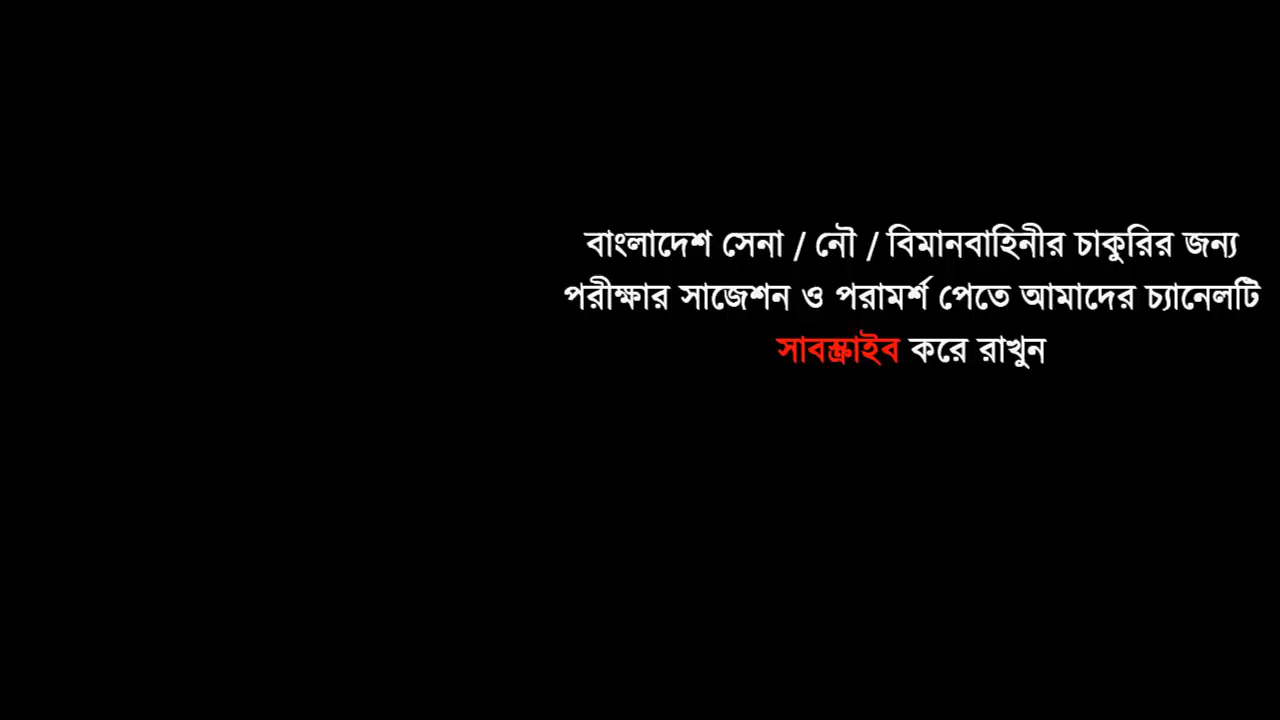 বাংলাদেশ সেনা / নৌ / বিমানবাহিনীর চাকুরির জন্য
পরীক্ষার সাজেশন ও পরামর্শ পেতে আমাদের চ্যানেলটি
সাবস্ক্রাইব করে রাখুন